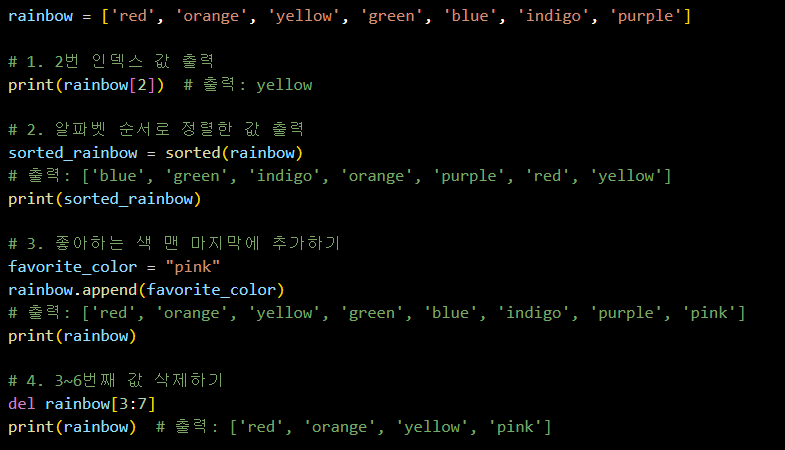 rainbow = ['red', 'orange', 'yellow', 'green', 'blue', 'indigo', 'purple']
# 1. 2번 인덱스 값 출력
print(rainbow[2])  # 출력: yellow
# 2. 알파벳 순서로 정렬한 값 출력
sorted_rainbow = sorted(rainbow)
# 출력: ['blue', 'green', 'indigo', 'orange', 'purple', 'red', 'yellow']
print(sorted_rainbow)
# 3. 좋아하는 색 맨 마지막에 추가하기
favorite_color = "pink"
rainbow.append(favorite_color)
# 출력: ['red', 'orange', 'yellow', 'green', 'blue', 'indigo', 'purple', 'pink']
print(rainbow)
# 4. 3~6번째 값 삭제하기
del rainbow[3:7]
print(rainbow)  # 출력: ['red', 'orange', 'yellow', 'pink']